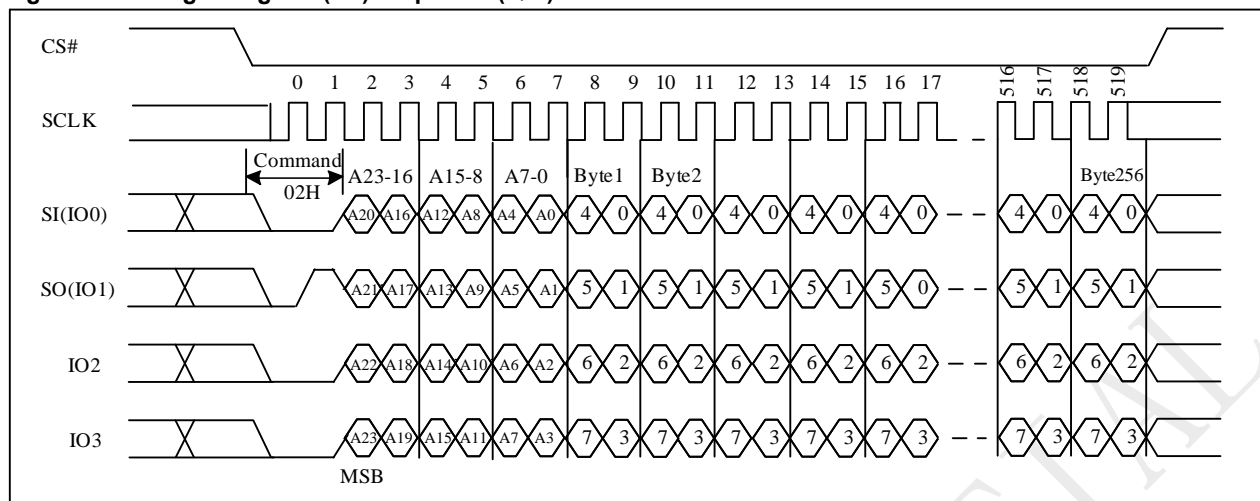 CS#
0 1 2 3 4 5 6 7 8 9 10 11 12 13 14 15 16 17 516 517 518 519
SCLK
Command
02H
A23-16 A15-8 A7-0 Byte1 Byte2 Byte256
SI(IO0) A20 A16 A12 A8 A4 A0 4 0 4 0 4 0 4 0 4 0 4 0 4 0
SO(IO1) A21 A17 A13 A9 A5 A1 5 1 5 1 5 1 5 1 5 0 5 1 5 1
IO2 A22 A18 A14 A10 A6 A2 6 2 6 2 6 2 6 2 6 2 6 2 6 2
IO3 A23 A19 A15 A11 A7 A3 7 3 7 3 7 3 7 3 7 3 7 3 7 3
MSB